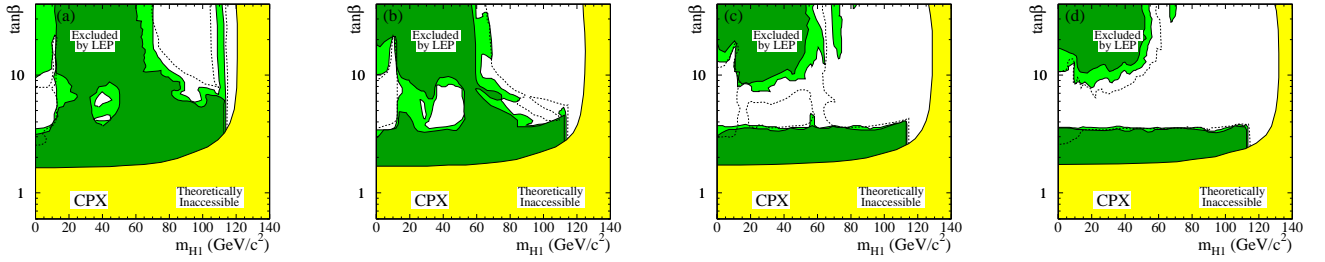 tanβ
(a)
Excluded
by LEP
10
1
CPX
Theoretically
Inaccessible
0 20 40 60 80 100 120 140
m_H1 (GeV/c²)
tanβ
(b)
Excluded
by LEP
10
1
CPX
Theoretically
Inaccessible
0 20 40 60 80 100 120 140
m_H1 (GeV/c²)
tanβ
(c)
Excluded
by LEP
10
1
CPX
Theoretically
Inaccessible
0 20 40 60 80 100 120 140
m_H1 (GeV/c²)
tanβ
(d)
Excluded
by LEP
10
1
CPX
Theoretically
Inaccessible
0 20 40 60 80 100 120 140
m_H1 (GeV/c²)